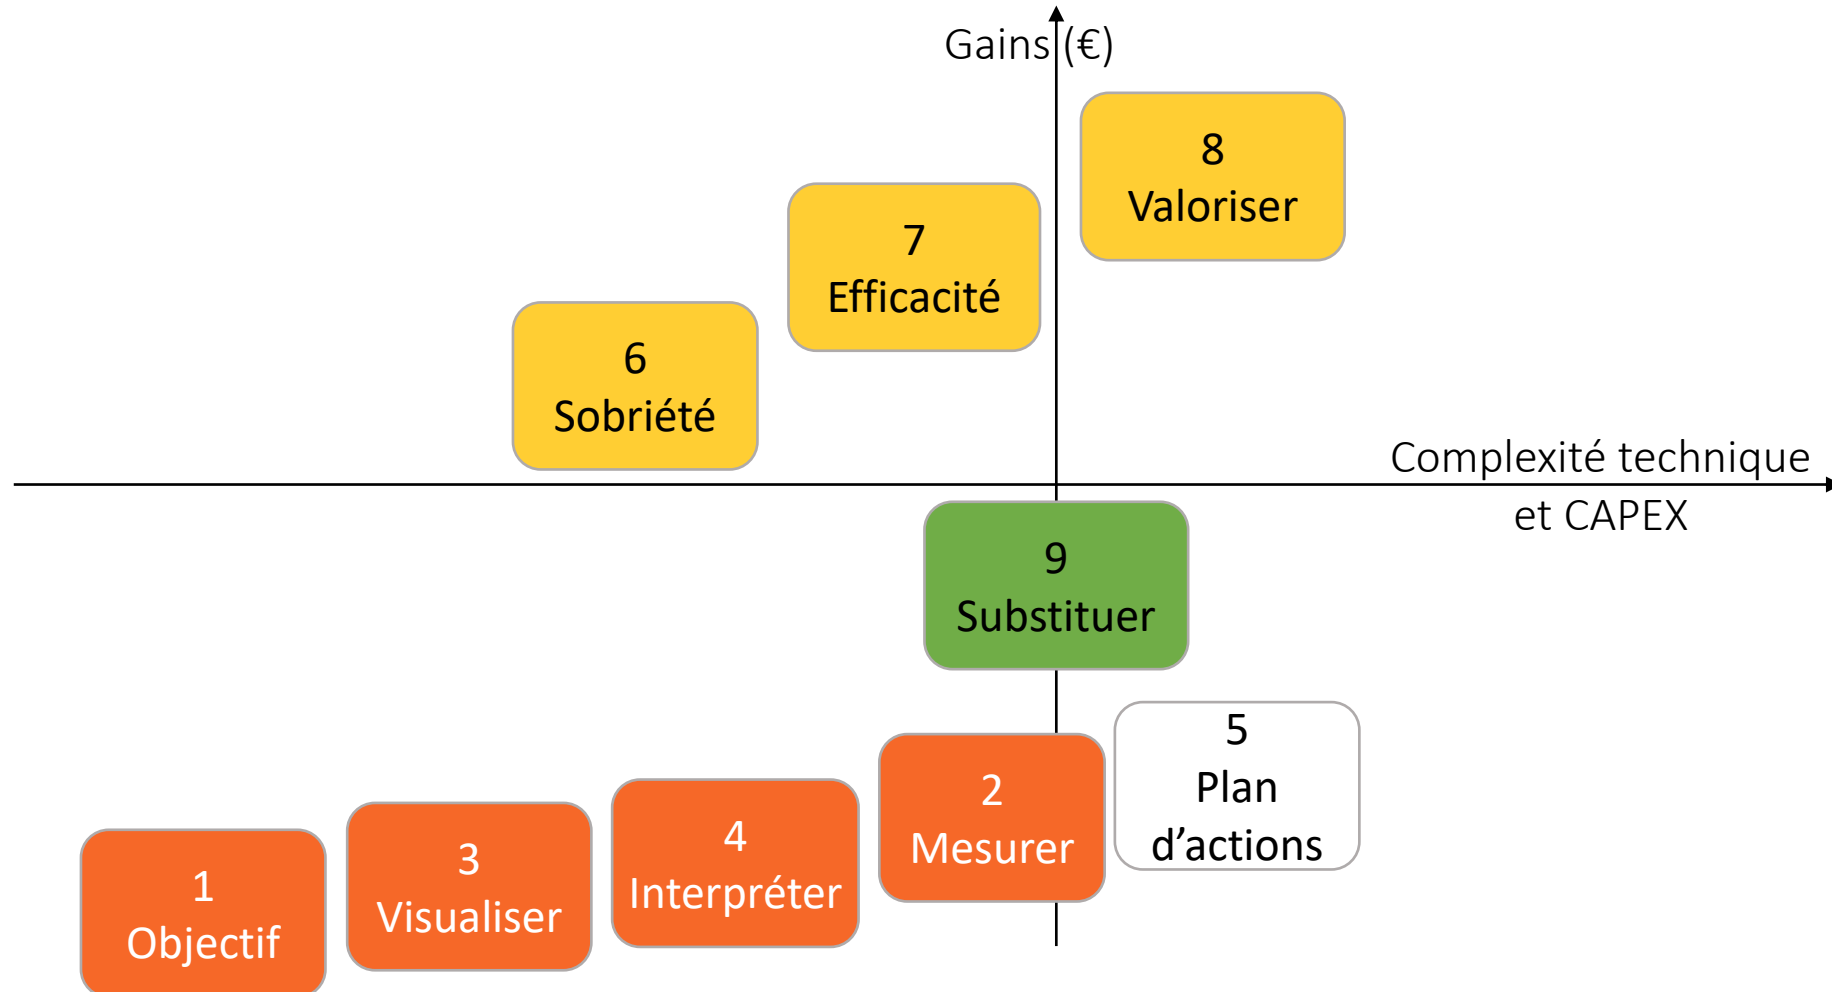 Gains (€)
8
Valoriser
7
Efficacité
6
Sobriété
Complexité technique
et CAPEX
9
Substituer
5
Plan
d’actions
2
Mesurer
4
Interpréter
3
Visualiser
1
Objectif